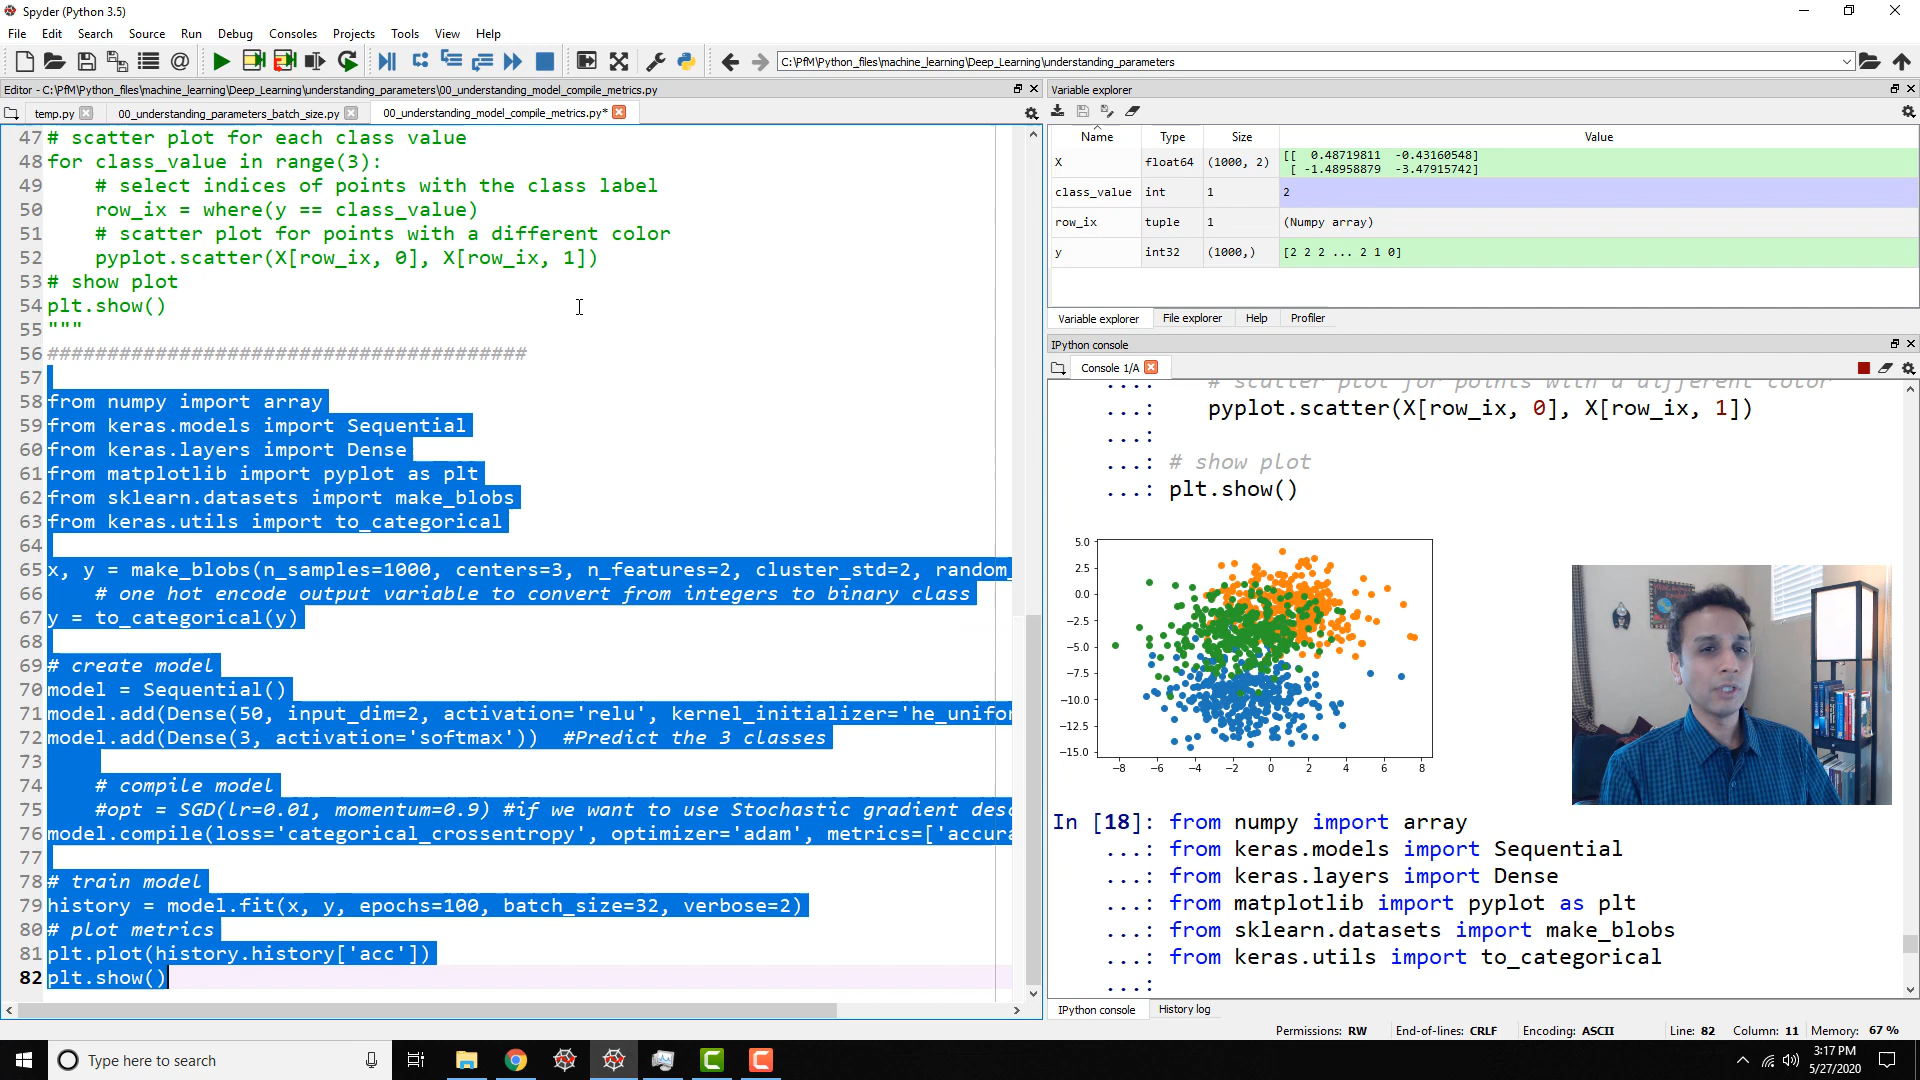 Spyder (Python 3.5)
File Edit Search Source Run Debug Consoles Projects Tools View Help
C:\PfM\Python_files\machine_learning\Deep_Learning\understanding_parameters
Editor - C:\PfM\Python_files\machine_learning\Deep_Learning\understanding_parameters\00_understanding_model_compile_metrics.py
temp.py 00_understanding_parameters_batch_size.py 00_understanding_model_compile_metrics.py*
47 # scatter plot for each class value
48 for class_value in range(3):
49 # select indices of points with the class label
50 row_ix = where(y == class_value)
51 # scatter plot for points with a different color
52 pyplot.scatter(X[row_ix, 0], X[row_ix, 1])
53 # show plot
54 plt.show()
55 """
56 ########################################
57
58 from numpy import array
59 from keras.models import Sequential
60 from keras.layers import Dense
61 from matplotlib import pyplot as plt
62 from sklearn.datasets import make_blobs
63 from keras.utils import to_categorical
64
65 x, y = make_blobs(n_samples=1000, centers=3, n_features=2, cluster_std=2, random_
66 # one hot encode output variable to convert from integers to binary class
67 y = to_categorical(y)
68
69 # create model
70 model = Sequential()
71 model.add(Dense(50, input_dim=2, activation='relu', kernel_initializer='he_unifor
72 model.add(Dense(3, activation='softmax')) #Predict the 3 classes
73
74 # compile model
75 #opt = SGD(lr=0.01, momentum=0.9) #if we want to use Stochastic gradient desc
76 model.compile(loss='categorical_crossentropy', optimizer='adam', metrics=['accura
77
78 # train model
79 history = model.fit(x, y, epochs=100, batch_size=32, verbose=2)
80 # plot metrics
81 plt.plot(history.history['acc'])
82 plt.show()
Variable explorer
Name Type Size Value
X float64 (1000, 2) [[ 0.48719811 -0.43160548]
[ -1.48958879 -3.47915742]
class_value int 1 2
row_ix tuple 1 (Numpy array)
y int32 (1000,) [2 2 2 ... 2 1 0]
Variable explorer File explorer Help Profiler
IPython console
Console 1/A
...: # scatter plot for points with a different color
...: pyplot.scatter(X[row_ix, 0], X[row_ix, 1])
...:
...: # show plot
...: plt.show()
5.0
2.5
0.0
−2.5
−5.0
−7.5
−10.0
−12.5
−15.0
−8 −6 −4 −2 0 2 4 6 8
In [18]: from numpy import array
...: from keras.models import Sequential
...: from keras.layers import Dense
...: from matplotlib import pyplot as plt
...: from sklearn.datasets import make_blobs
...: from keras.utils import to_categorical
...:
IPython console History log
Permissions: RW End-of-lines: CRLF Encoding: ASCII Line: 82 Column: 11 Memory: 67 %
Type here to search
3:17 PM
5/27/2020